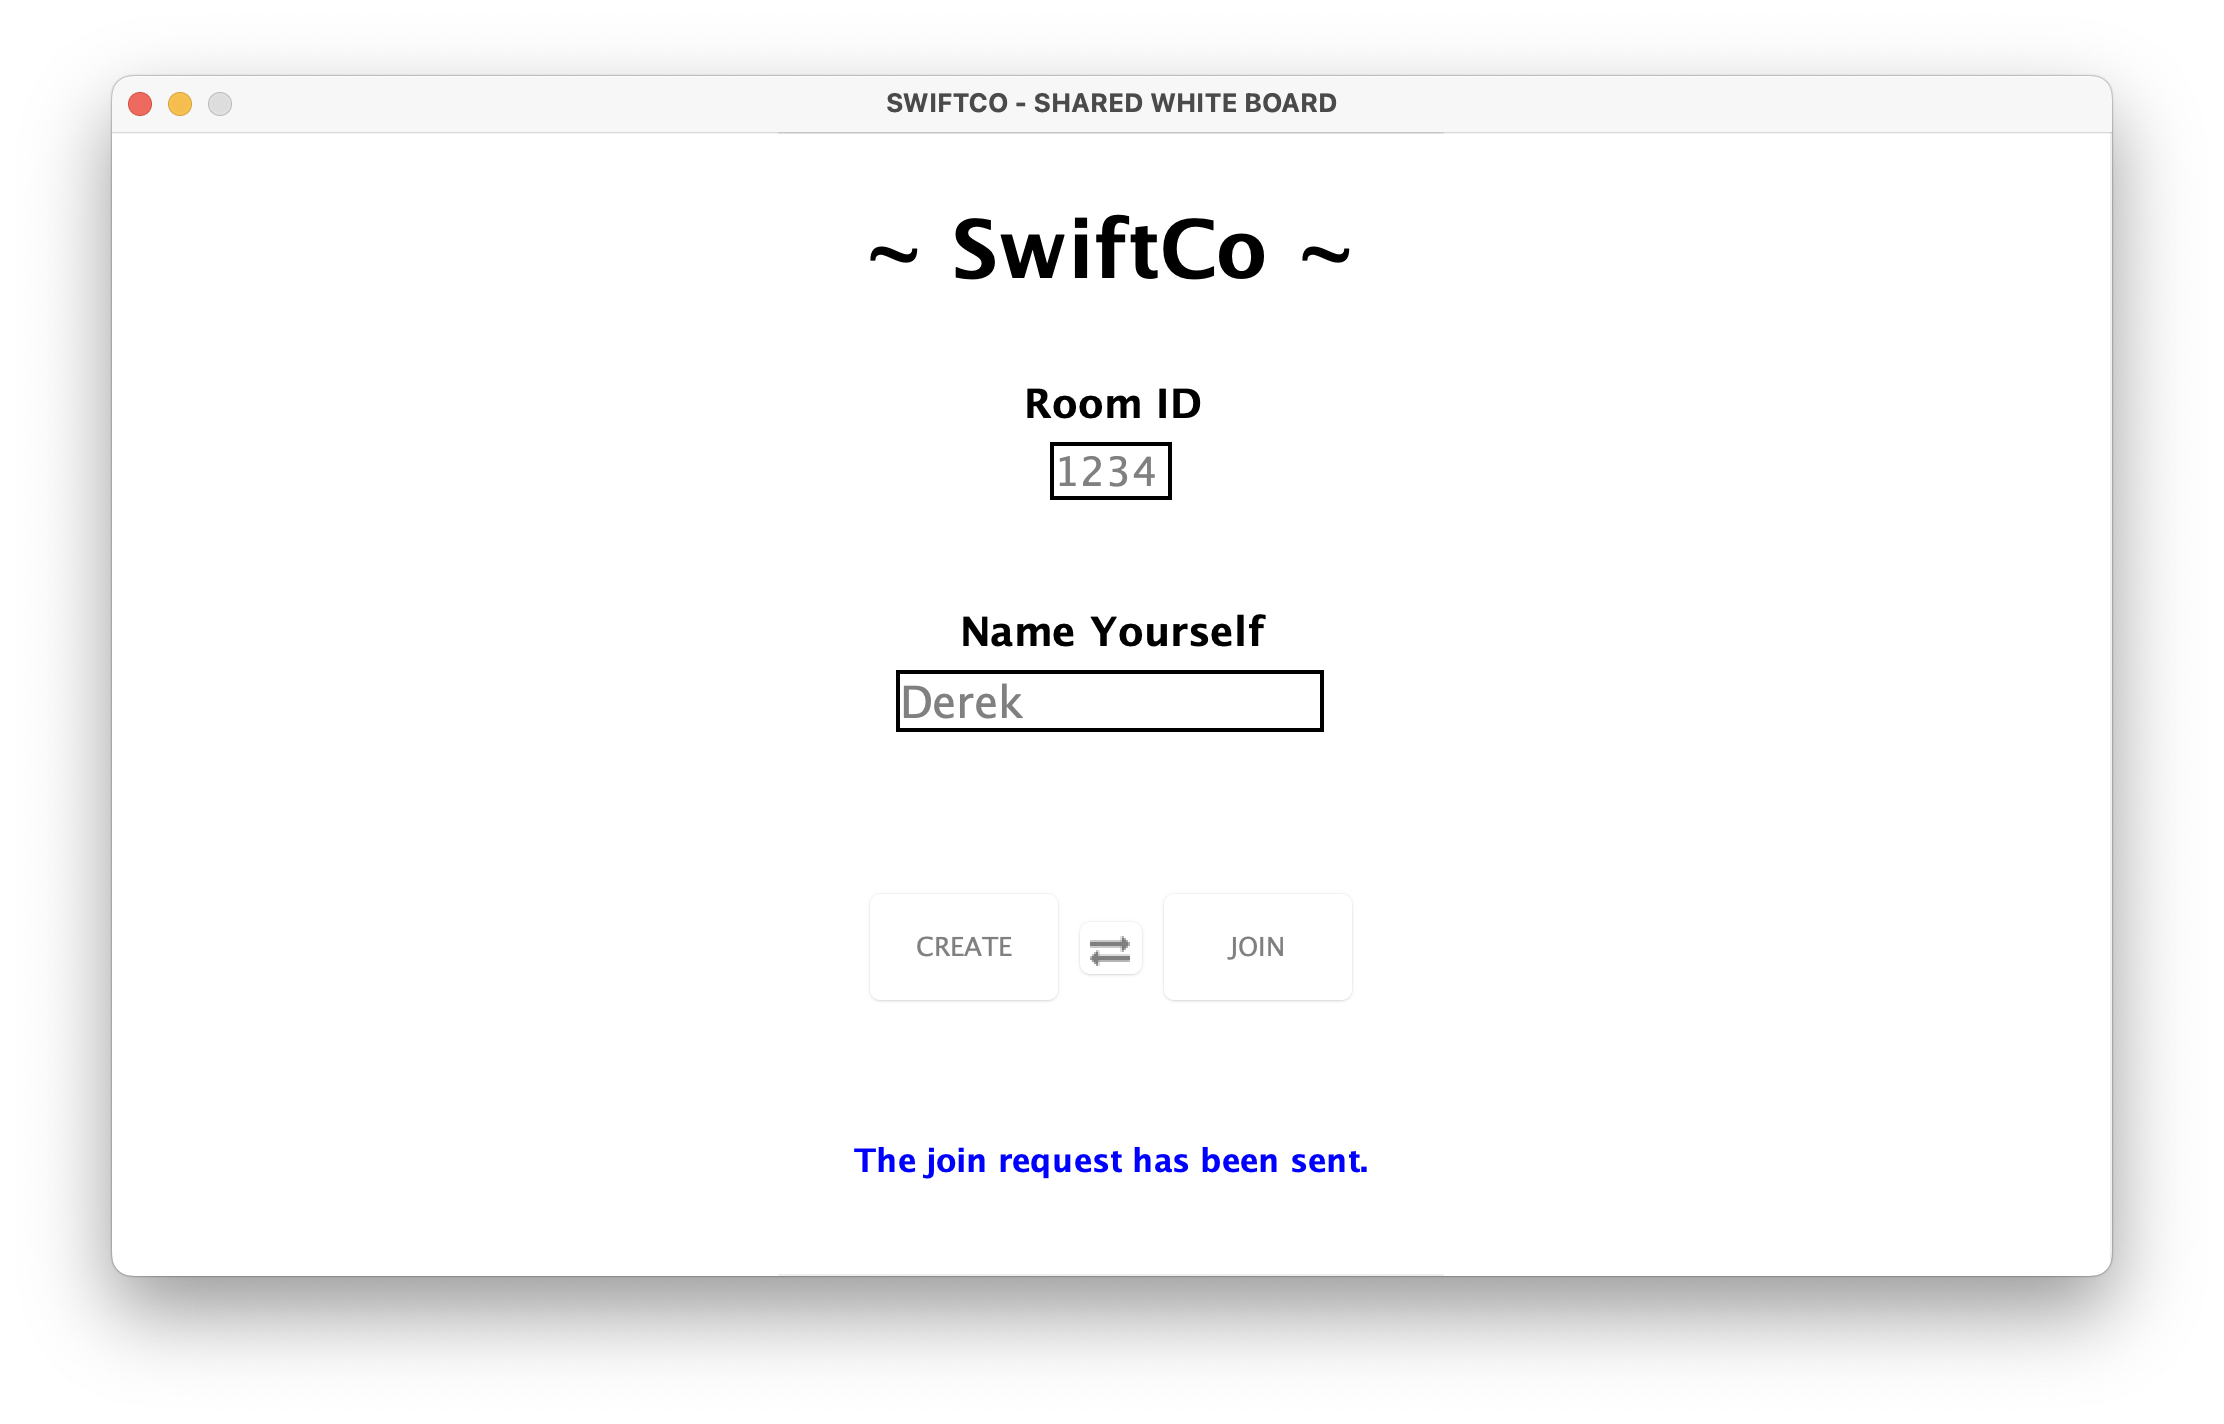 SWIFTCO - SHARED WHITE BOARD
~ SwiftCo ~
Room ID
1234
Name Yourself
Derek
CREATE
JOIN
The join request has been sent.